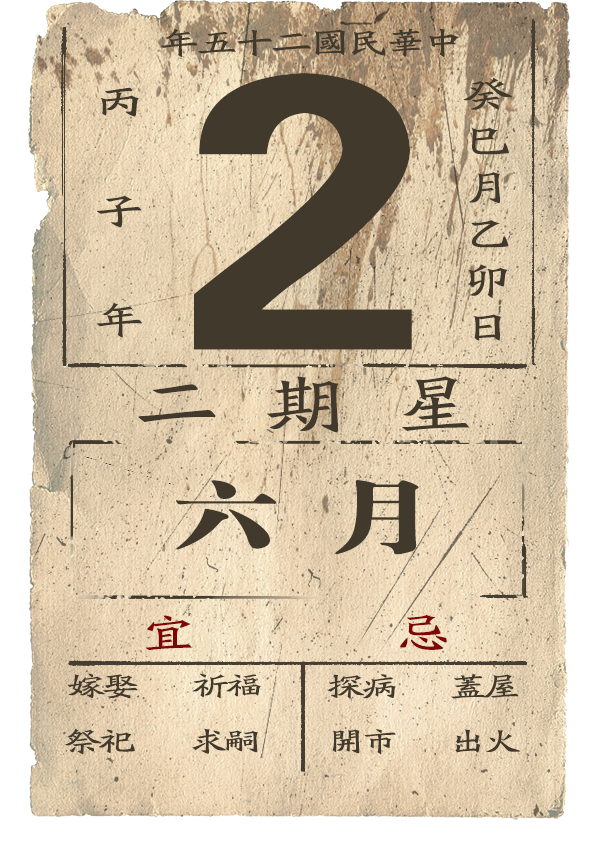 中華民國二十五年
丙子年
2
癸巳月乙卯日
星期二
六月
宜
忌
嫁娶 祈福
祭祀 求嗣
探病 蓋屋
開市 出火